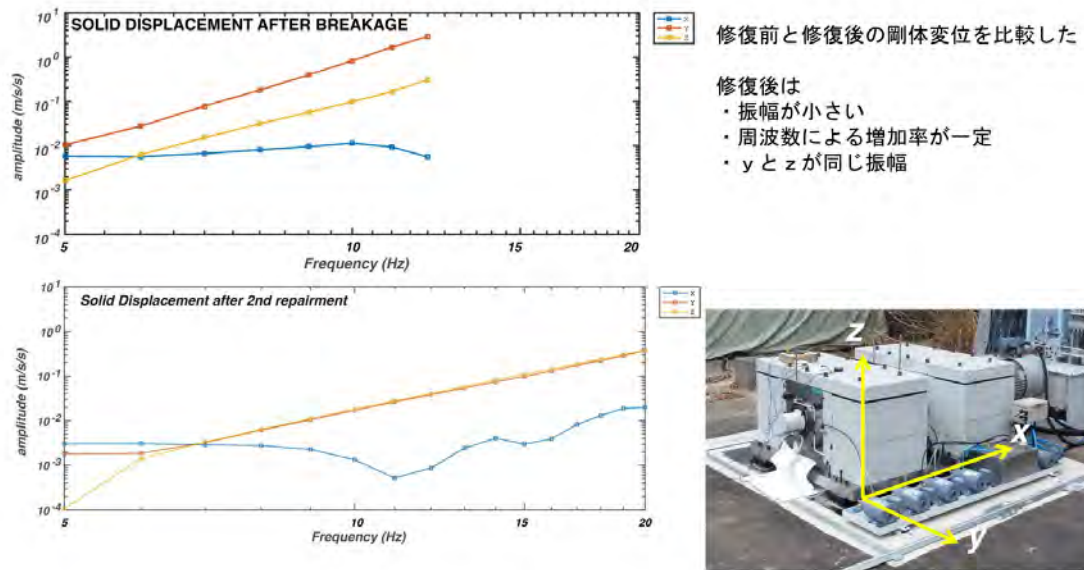 SOLID DISPLACEMENT AFTER BREAKAGE
X
Y
Z
amplitude (m/s/s)
10^1
10^0
10^-1
10^-2
10^-3
10^-4
5
10
15
20
Frequency (Hz)
修復前と修復後の剛体変位を比較した
修復後は
・振幅が小さい
・周波数による増加率が一定
・ｙとｚが同じ振幅
Solid Displacement after 2nd repairment
X
Y
Z
amplitude (m/s/s)
10^1
10^0
10^-1
10^-2
10^-3
10^-4
5
10
15
20
Frequency (Hz)
z
x
y